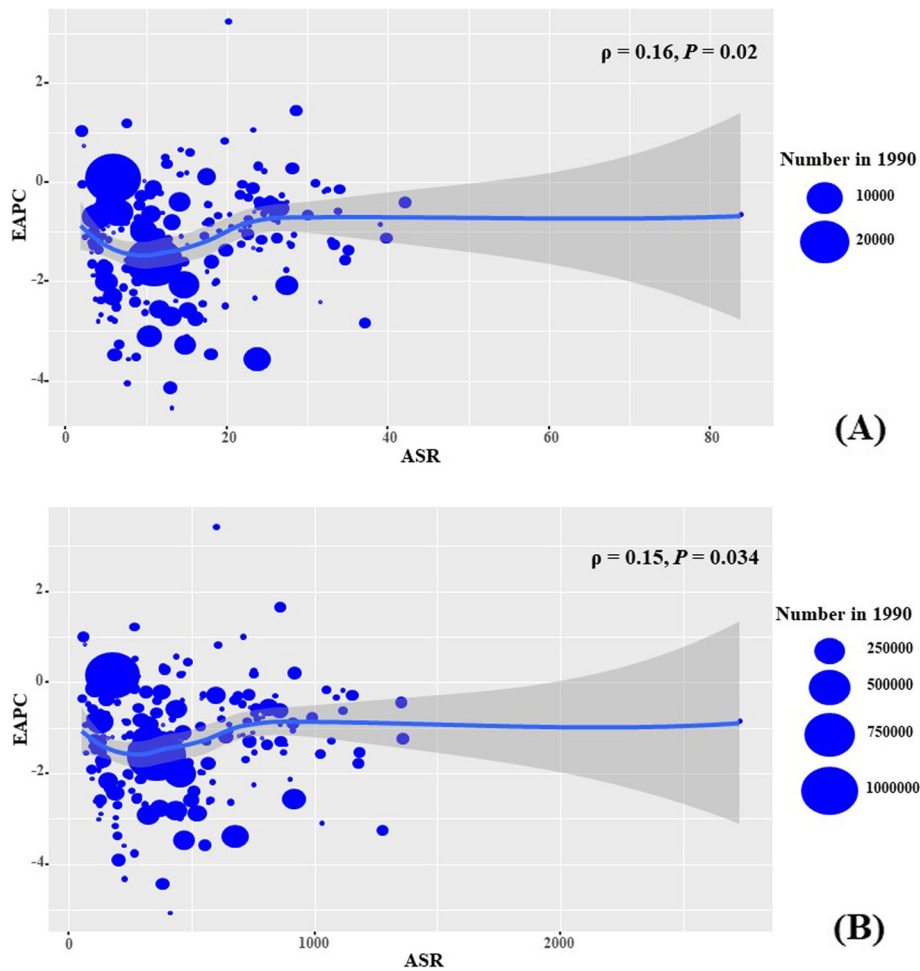 ρ = 0.16, P = 0.02
2
0
-2
-4
EAPC
0 20 40 60 80
ASR
Number in 1990
10000
20000
(A)
ρ = 0.15, P = 0.034
2
0
-2
-4
EAPC
0 1000 2000
ASR
Number in 1990
250000
500000
750000
1000000
(B)